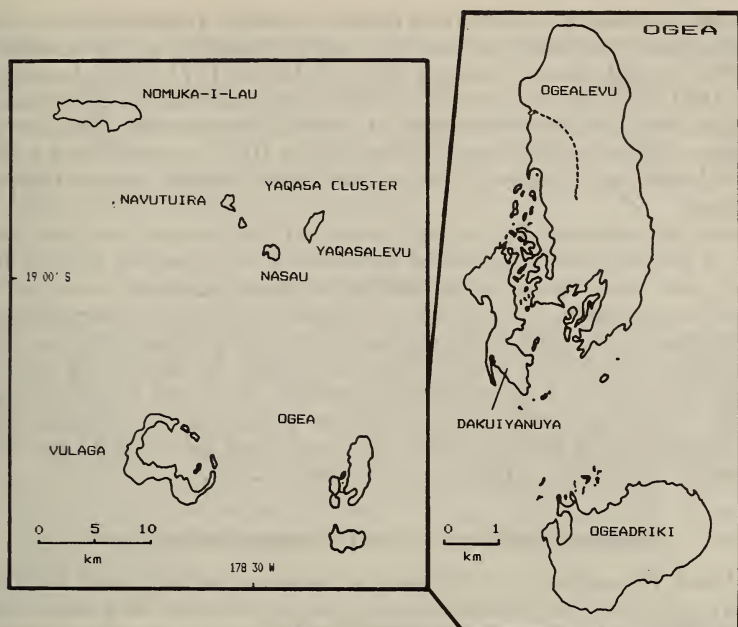 OGEA
NOMUKA-I-LAU
OGEALEVU
YAQASA CLUSTER
NAVUTUIRA
YAQASALEVU
NASAU
19 00' S
OGEA
VULAGA
DAKUIYANUYA
0 5 10
km
178 30 W
0 1
km
OGEADRIKI